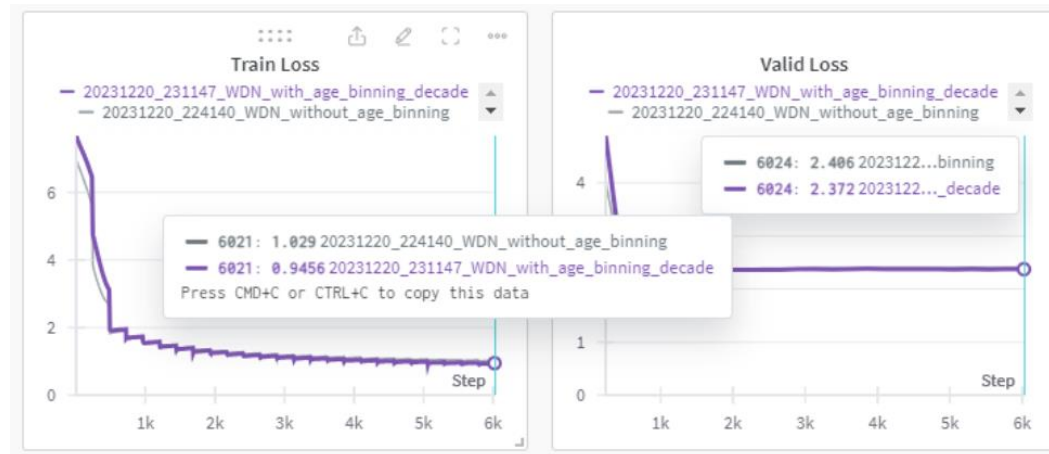 Train Loss
20231220_231147_WDN_with_age_binning_decade
20231220_224140_WDN_without_age_binning
6
4
2
0
1k 2k 3k 4k 5k 6k
Step
6021: 1.029 20231220_224140_WDN_without_age_binning
6021: 0.9456 20231220_231147_WDN_with_age_binning_decade
Press CMD+C or CTRL+C to copy this data
Valid Loss
20231220_231147_WDN_with_age_binning_decade
20231220_224140_WDN_without_age_binning
6024: 2.406 2023122...binning
6024: 2.372 2023122..._decade
4
1
0
1k 2k 3k 4k 5k 6k
Step